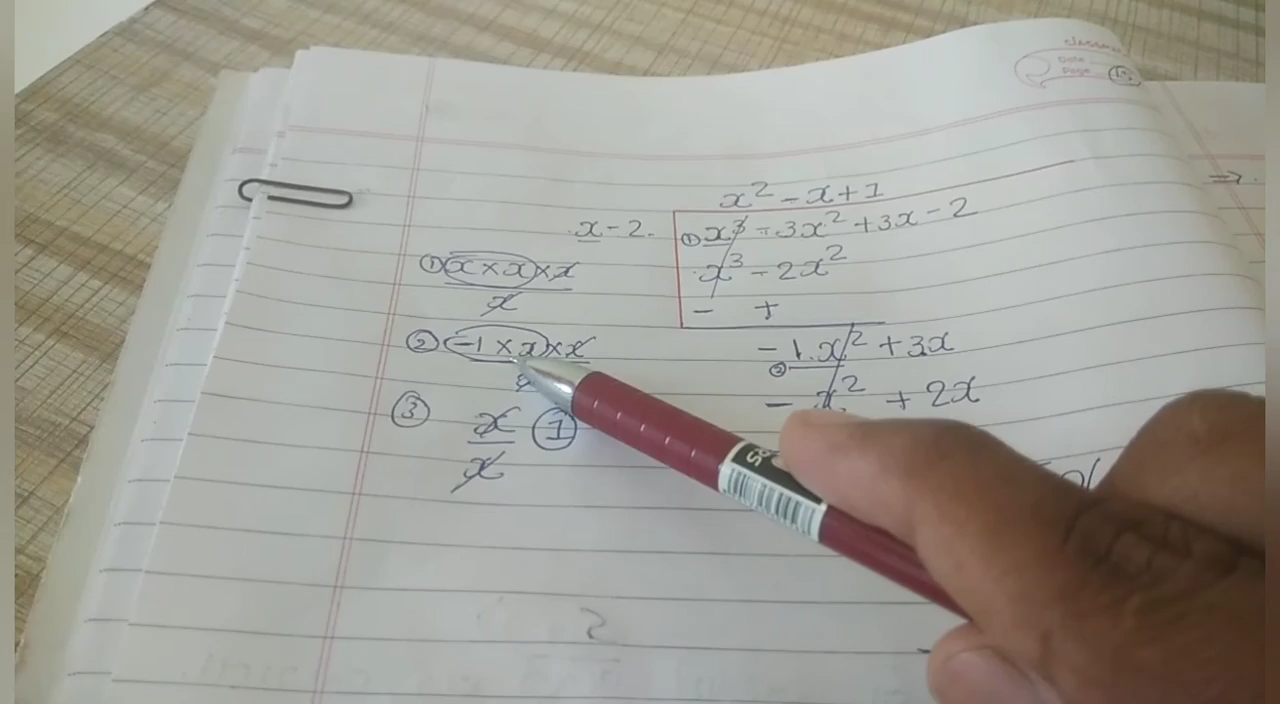 classmate
Date
Page
x² - x + 1
x - 2.
① x³ - 3x² + 3x - 2
x³ - 2x²
- +
① x × x × x
x
② -1 × x × x
x
③ x
x
1
② - 1.x² + 3x
- x² + 2x